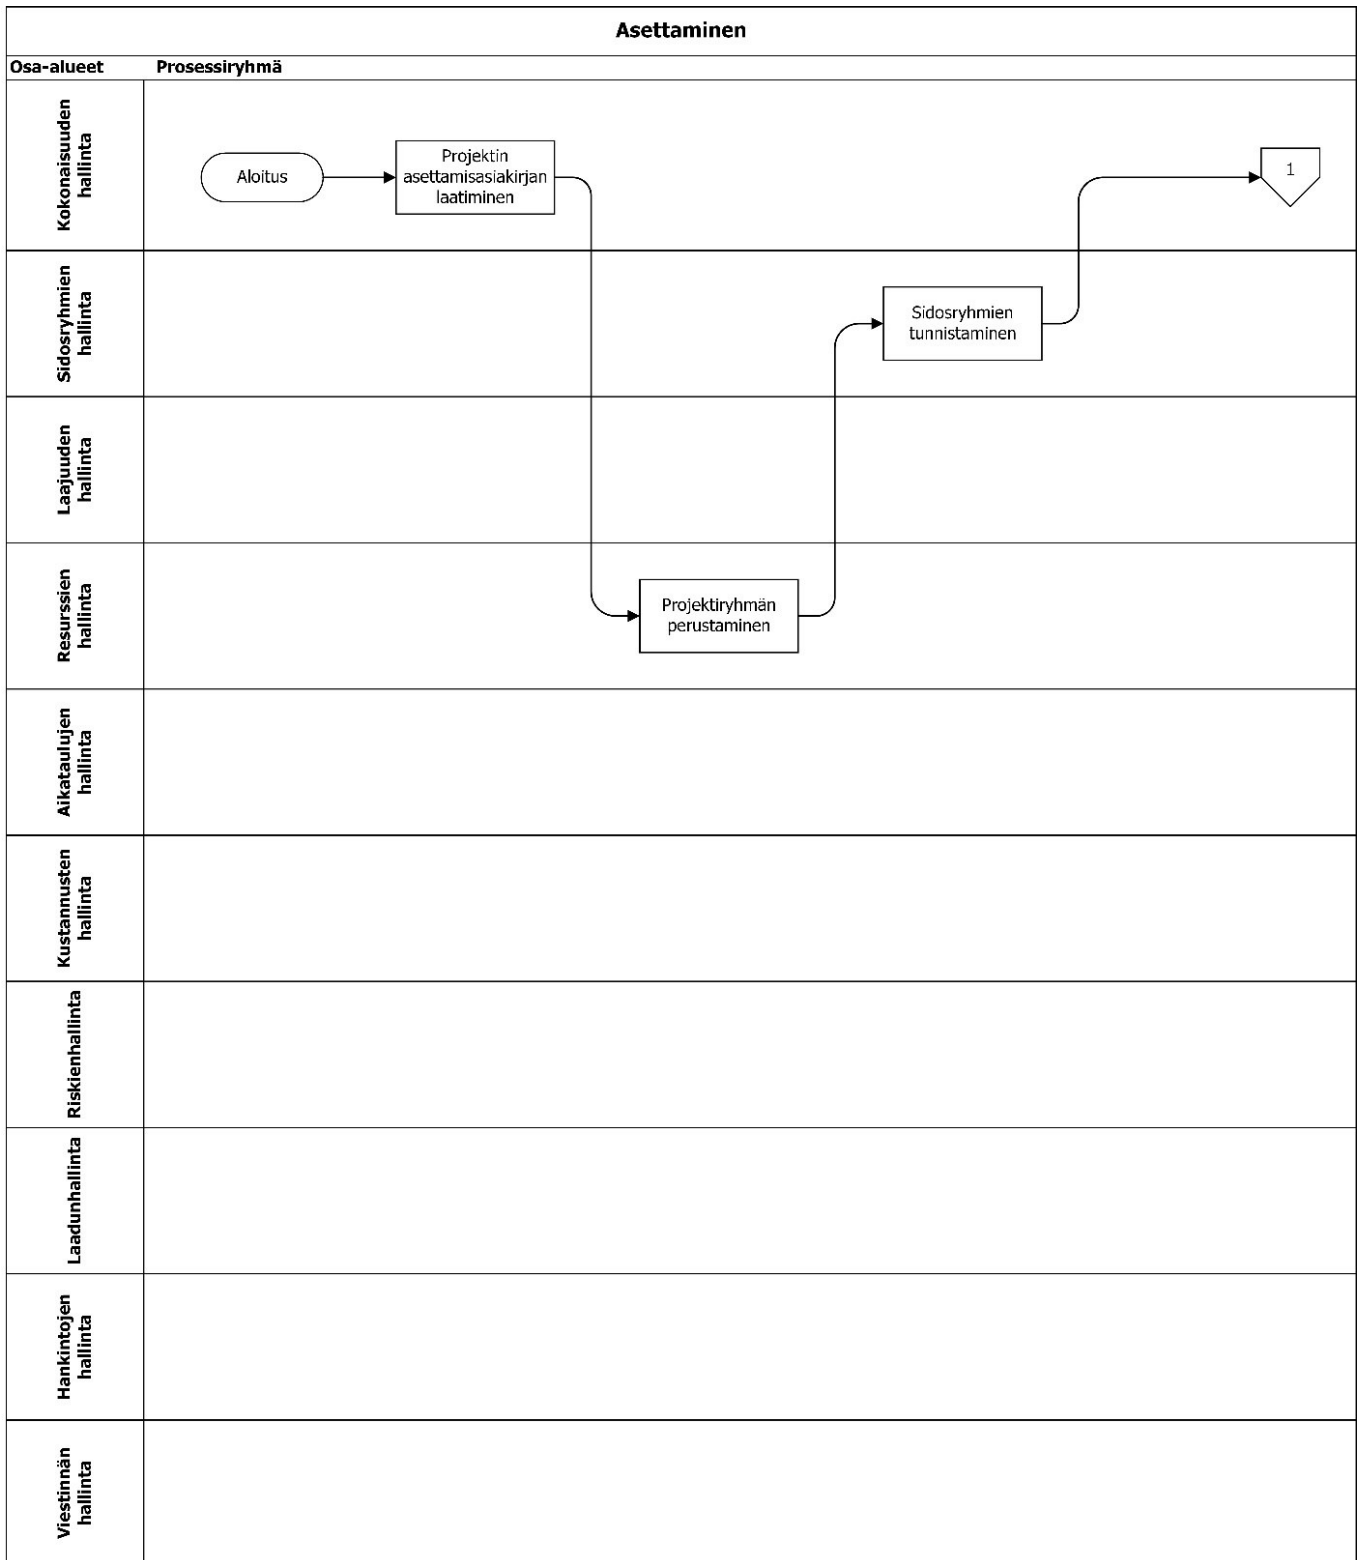 Asettaminen
Osa-alueet Prosessiryhmä
Kokonaisuuden
hallinta
Aloitus
Projektin
asettamisasiakirjan
laatiminen
1
Sidosryhmien
hallinta
Sidosryhmien
tunnistaminen
Laajuuden
hallinta
Resurssien
hallinta
Projektiryhmän
perustaminen
Aikataulujen
hallinta
Kustannusten
hallinta
Riskienhallinta
Laadunhallinta
Hankintojen
hallinta
Viestinnän
hallinta